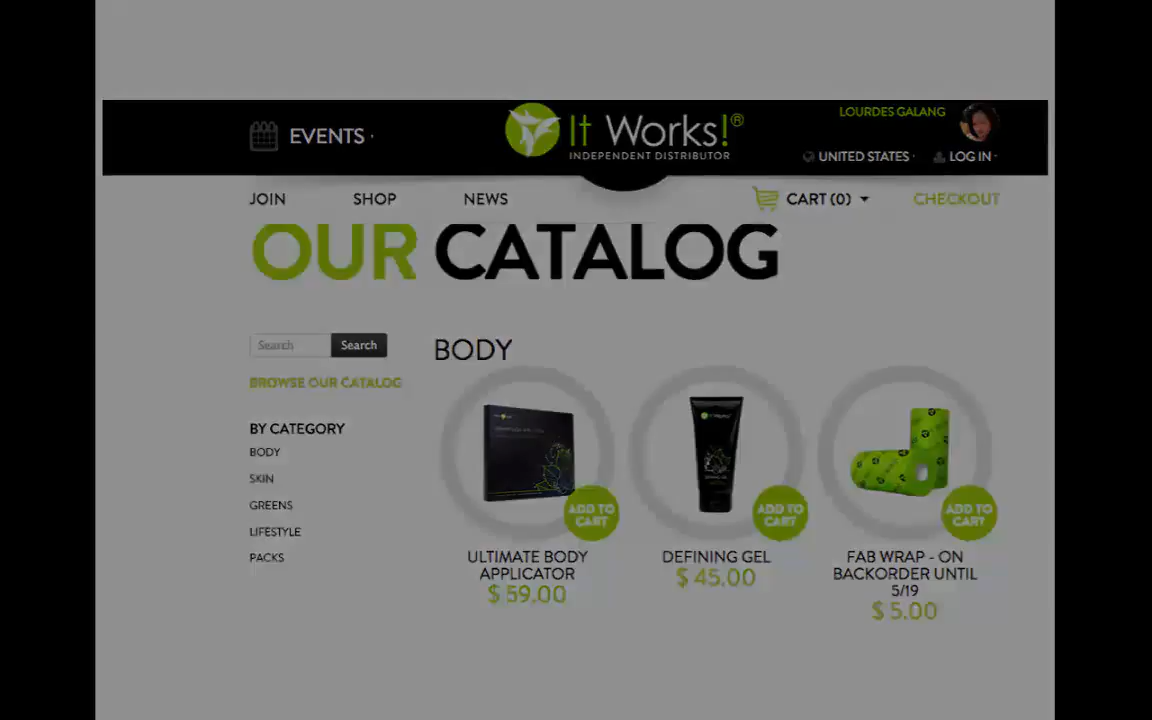 EVENTS
It Works!®
INDEPENDENT DISTRIBUTOR
LOURDES GALANG
UNITED STATES
LOG IN
JOIN
SHOP
NEWS
CART (0)
CHECKOUT
OUR CATALOG
Search
Search
BROWSE OUR CATALOG
BY CATEGORY
BODY
SKIN
GREENS
LIFESTYLE
PACKS
BODY
ADD TO
CART
ULTIMATE BODY
APPLICATOR
$ 59.00
ADD TO
CART
DEFINING GEL
$ 45.00
ADD TO
CART
FAB WRAP - ON
BACKORDER UNTIL
5/19
$ 5.00